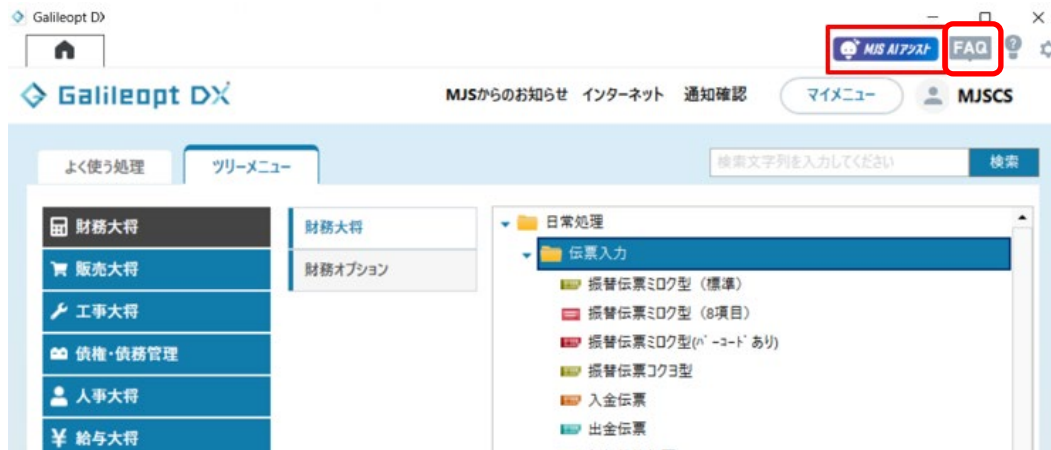 Galileopt DX
MJS AIアシスト FAQ
Galileopt DX
MJSからのお知らせ インターネット 通知確認 マイメニュー MJSCS
よく使う処理 ツリーメニュー 検索文字列を入力してください 検索
財務大将 財務大将 日常処理
販売大将 財務オプション 伝票入力
振替伝票ミロク型（標準）
工事大将 振替伝票ミロク型（8項目）
債権・債務管理 振替伝票ミロク型(ﾊﾞｰｺｰﾄﾞあり)
振替伝票コクヨ型
人事大将 入金伝票
給与大将 出金伝票